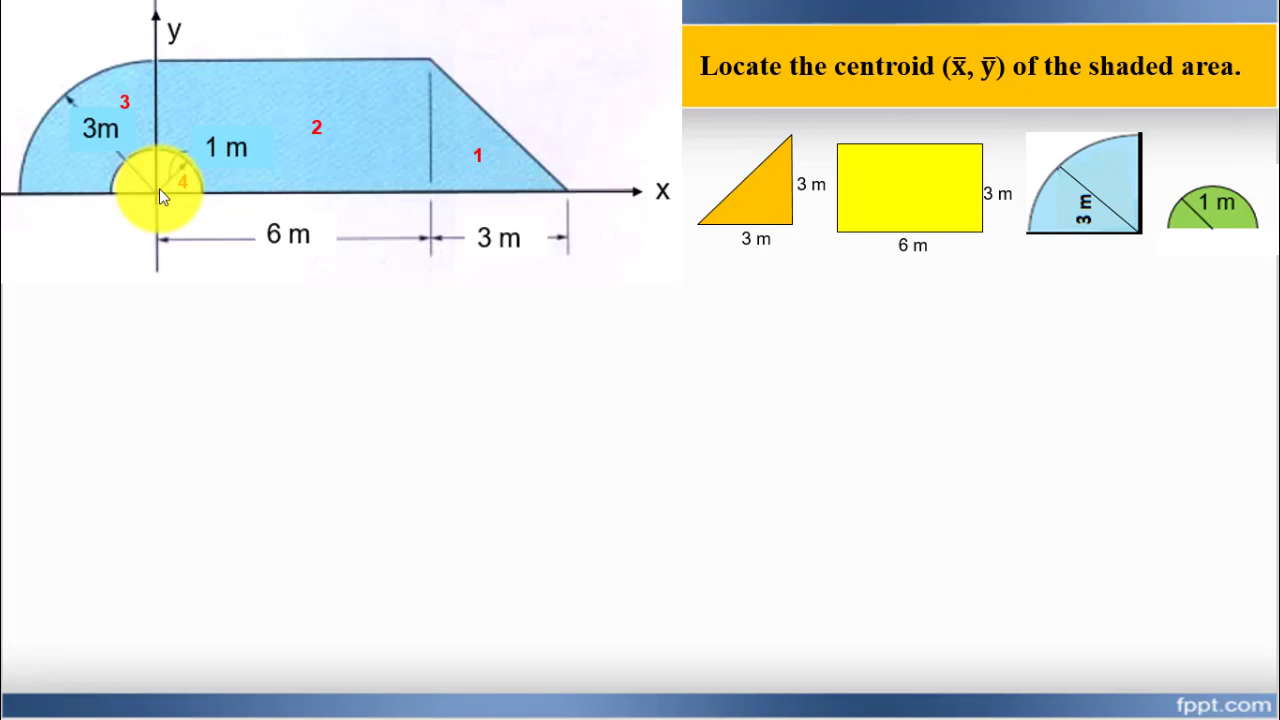 y
3
3m
2
1 m
1
4
x
6 m
3 m
Locate the centroid (x̅, y̅) of the shaded area.
3 m
3 m
3 m
6 m
3 m
1 m
fppt.com